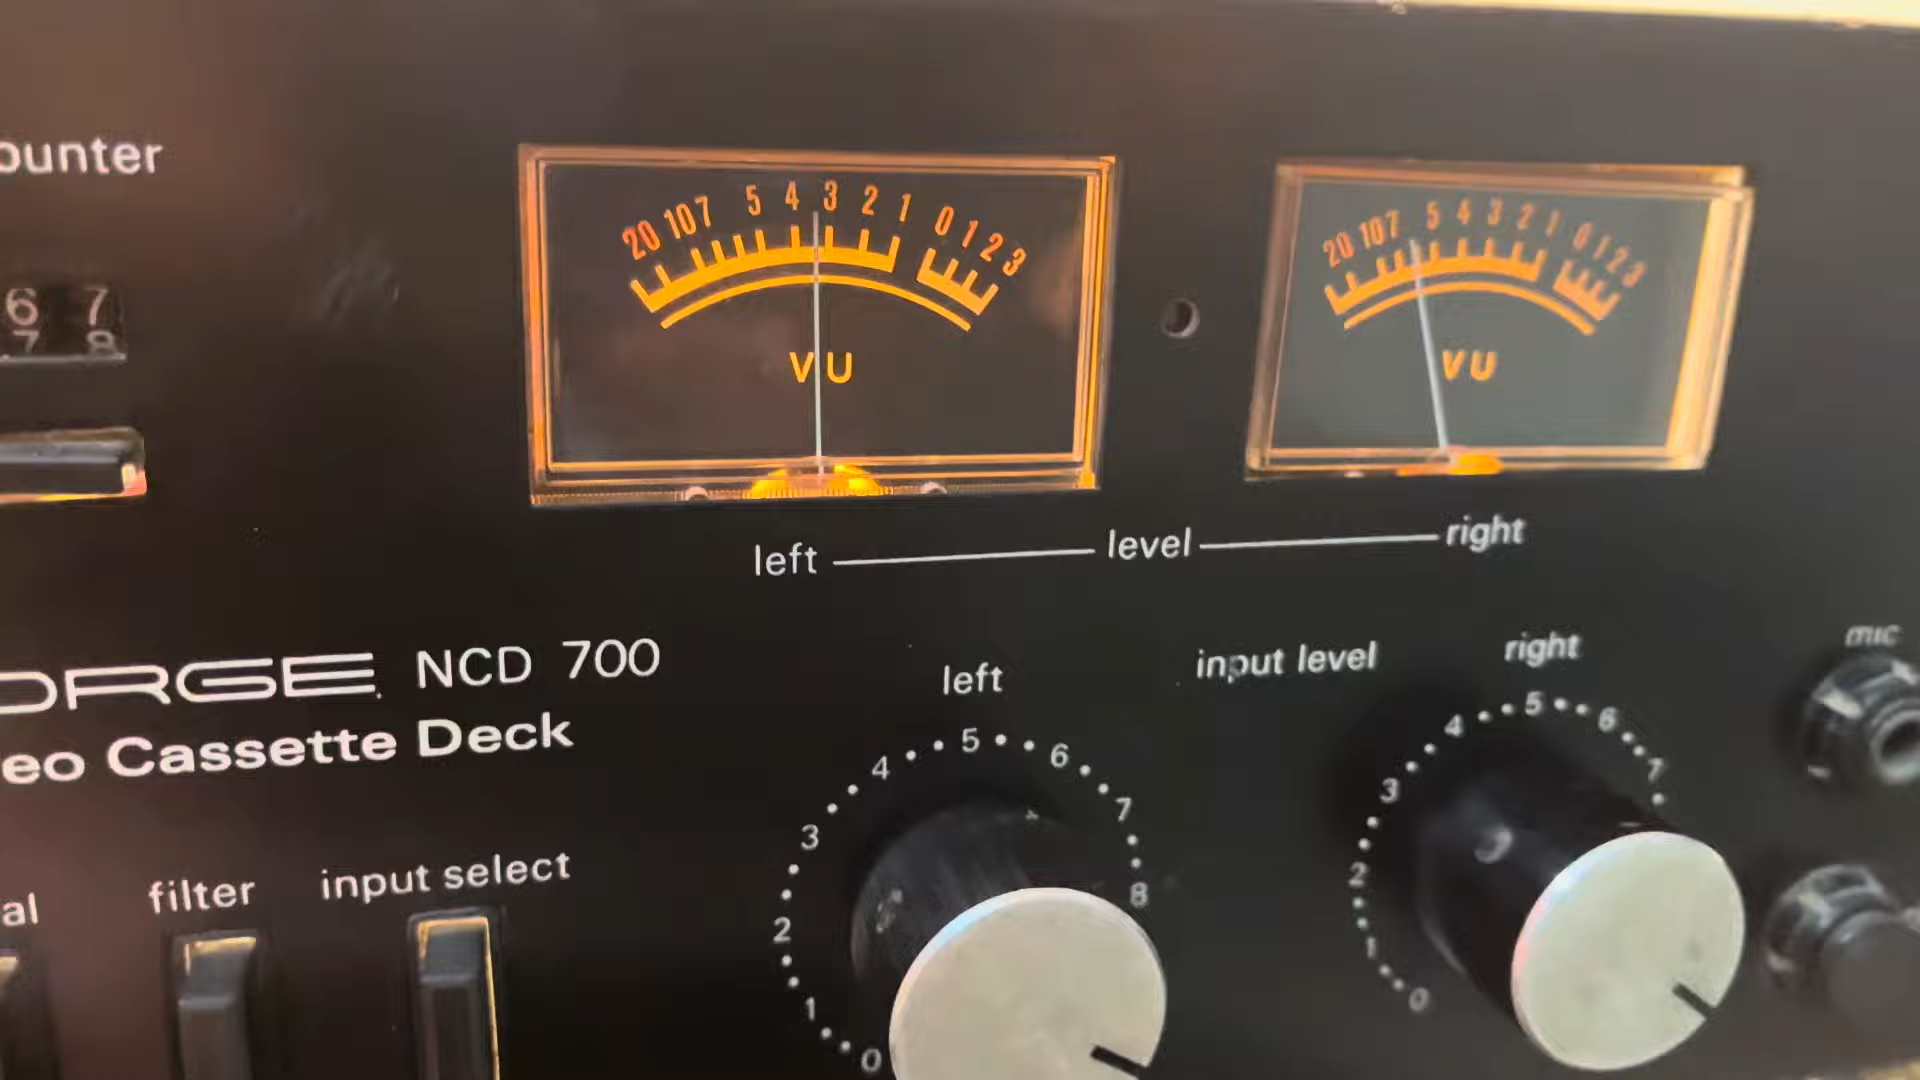 ounter
6 7
7 8
20 10 7 5 4 3 2 1 0 1 2 3
VU
20 10 7 5 4 3 2 1 0 1 2 3
VU
left level right
ORGE NCD 700
eo Cassette Deck
left input level right mic
0 1 2 3 4 5 6 7 8
0 1 2 3 4 5 6 7
al filter input select